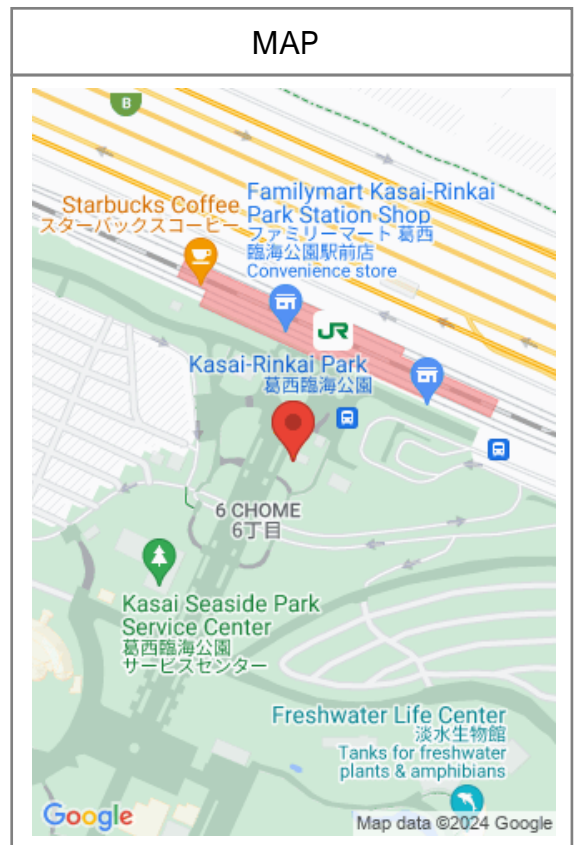 MAP
B
Starbucks Coffee
スターバックスコーヒー
Familymart Kasai-Rinkai
Park Station Shop
ファミリーマート 葛西
臨海公園駅前店
Convenience store
JR
Kasai-Rinkai Park
葛西臨海公園
6 CHOME
6丁目
Kasai Seaside Park
Service Center
葛西臨海公園
サービスセンター
Freshwater Life Center
淡水生物館
Tanks for freshwater
plants & amphibians
Google
Map data ©2024 Google